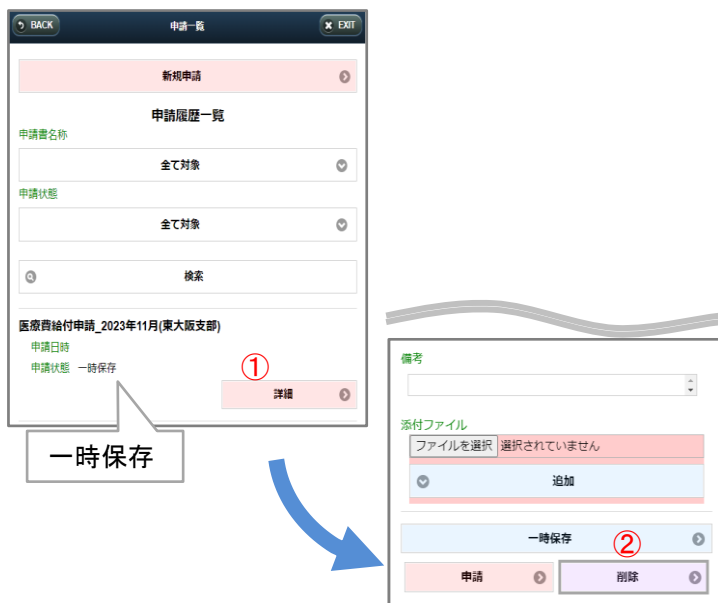 BACK 申請一覧 EXIT
新規申請
申請履歴一覧
申請書名称
全て対象
申請状態
全て対象
検索
医療費給付申請_2023年11月(東大阪支部)
申請日時
申請状態 一時保存
①
詳細
一時保存
備考
添付ファイル
ファイルを選択 選択されていません
追加
一時保存
②
申請 削除